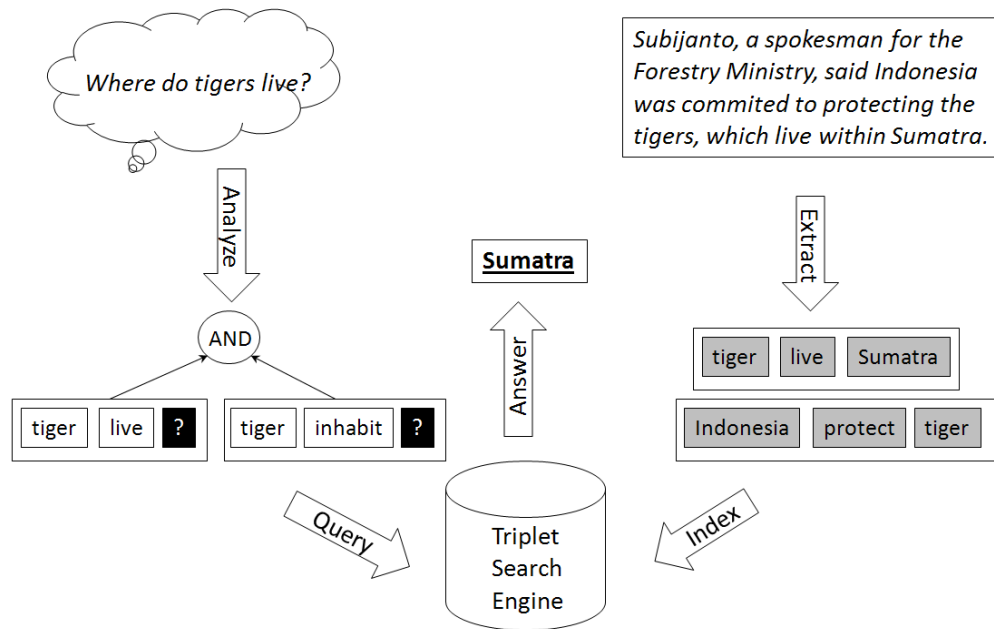 Where do tigers live?
Subijanto, a spokesman for the
Forestry Ministry, said Indonesia
was commited to protecting the
tigers, which live within Sumatra.
Analyze
Extract
Sumatra
AND
Answer
tiger live Sumatra
Indonesia protect tiger
tiger live ?
tiger inhabit ?
Query
Index
Triplet
Search
Engine